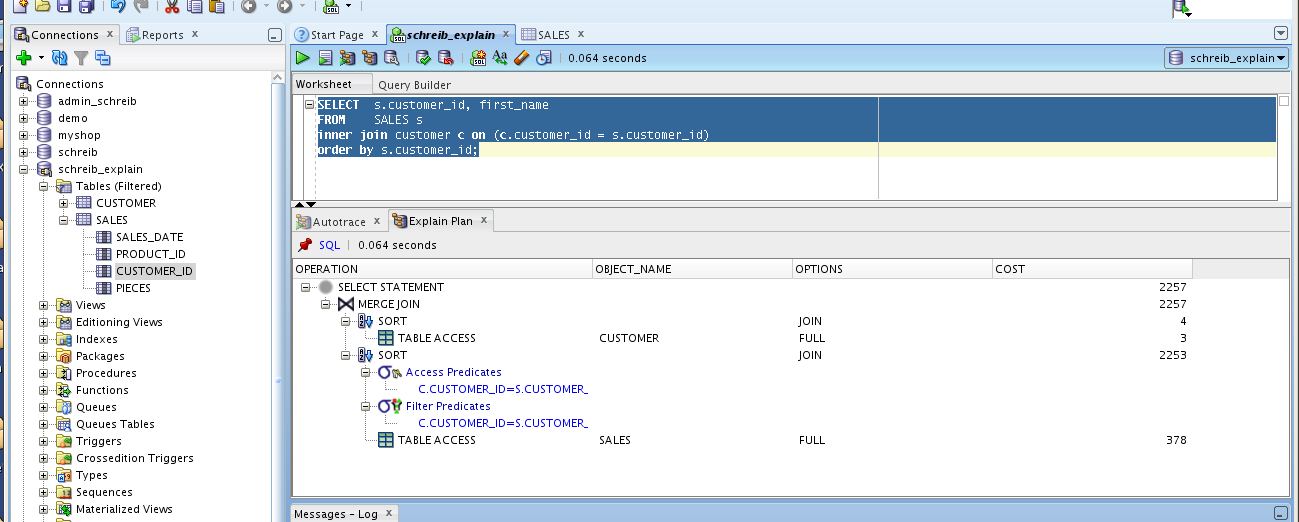 Connections
Reports
Start Page
schreib_explain
SALES
0.064 seconds
schreib_explain
Worksheet
Query Builder
SELECT s.customer_id, first_name
FROM SALES s
inner join customer c on (c.customer_id = s.customer_id)
order by s.customer_id;
Connections
admin_schreib
demo
myshop
schreib
schreib_explain
Tables (Filtered)
CUSTOMER
SALES
SALES_DATE
PRODUCT_ID
CUSTOMER_ID
PIECES
Views
Editioning Views
Indexes
Packages
Procedures
Functions
Queues
Queues Tables
Triggers
Crossedition Triggers
Types
Sequences
Materialized Views
Autotrace
Explain Plan
SQL
0.064 seconds
OPERATION OBJECT_NAME OPTIONS COST
SELECT STATEMENT 2257
MERGE JOIN 2257
SORT JOIN 4
TABLE ACCESS CUSTOMER FULL 3
SORT JOIN 2253
Access Predicates
C.CUSTOMER_ID=S.CUSTOMER_
Filter Predicates
C.CUSTOMER_ID=S.CUSTOMER_
TABLE ACCESS SALES FULL 378
Messages - Log